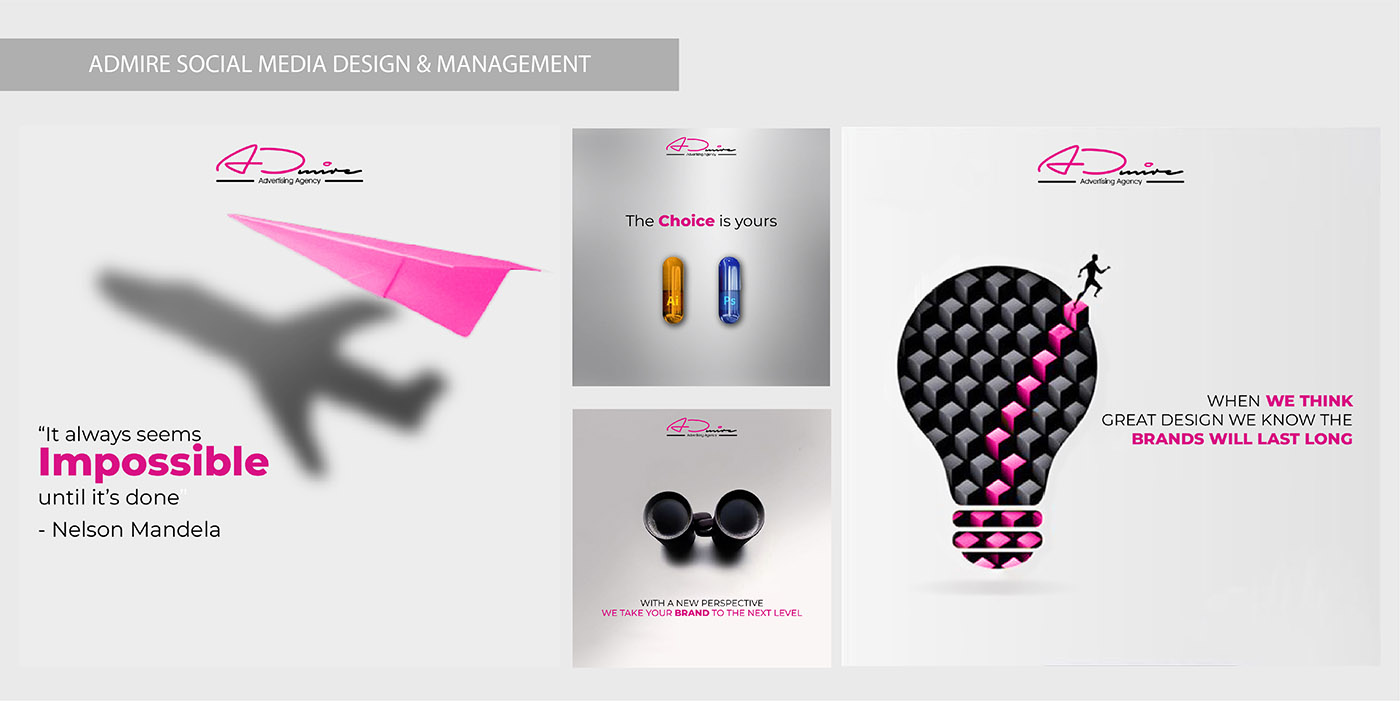 ADMIRE SOCIAL MEDIA DESIGN & MANAGEMENT
ADmire
Advertising Agency
“It always seems
Impossible
until it’s done"
- Nelson Mandela
ADmire
Advertising Agency
The Choice is yours
Ai
Ps
ADmire
Advertising Agency
WITH A NEW PERSPECTIVE
WE TAKE YOUR BRAND TO THE NEXT LEVEL
ADmire
Advertising Agency
WHEN WE THINK
GREAT DESIGN WE KNOW THE
BRANDS WILL LAST LONG